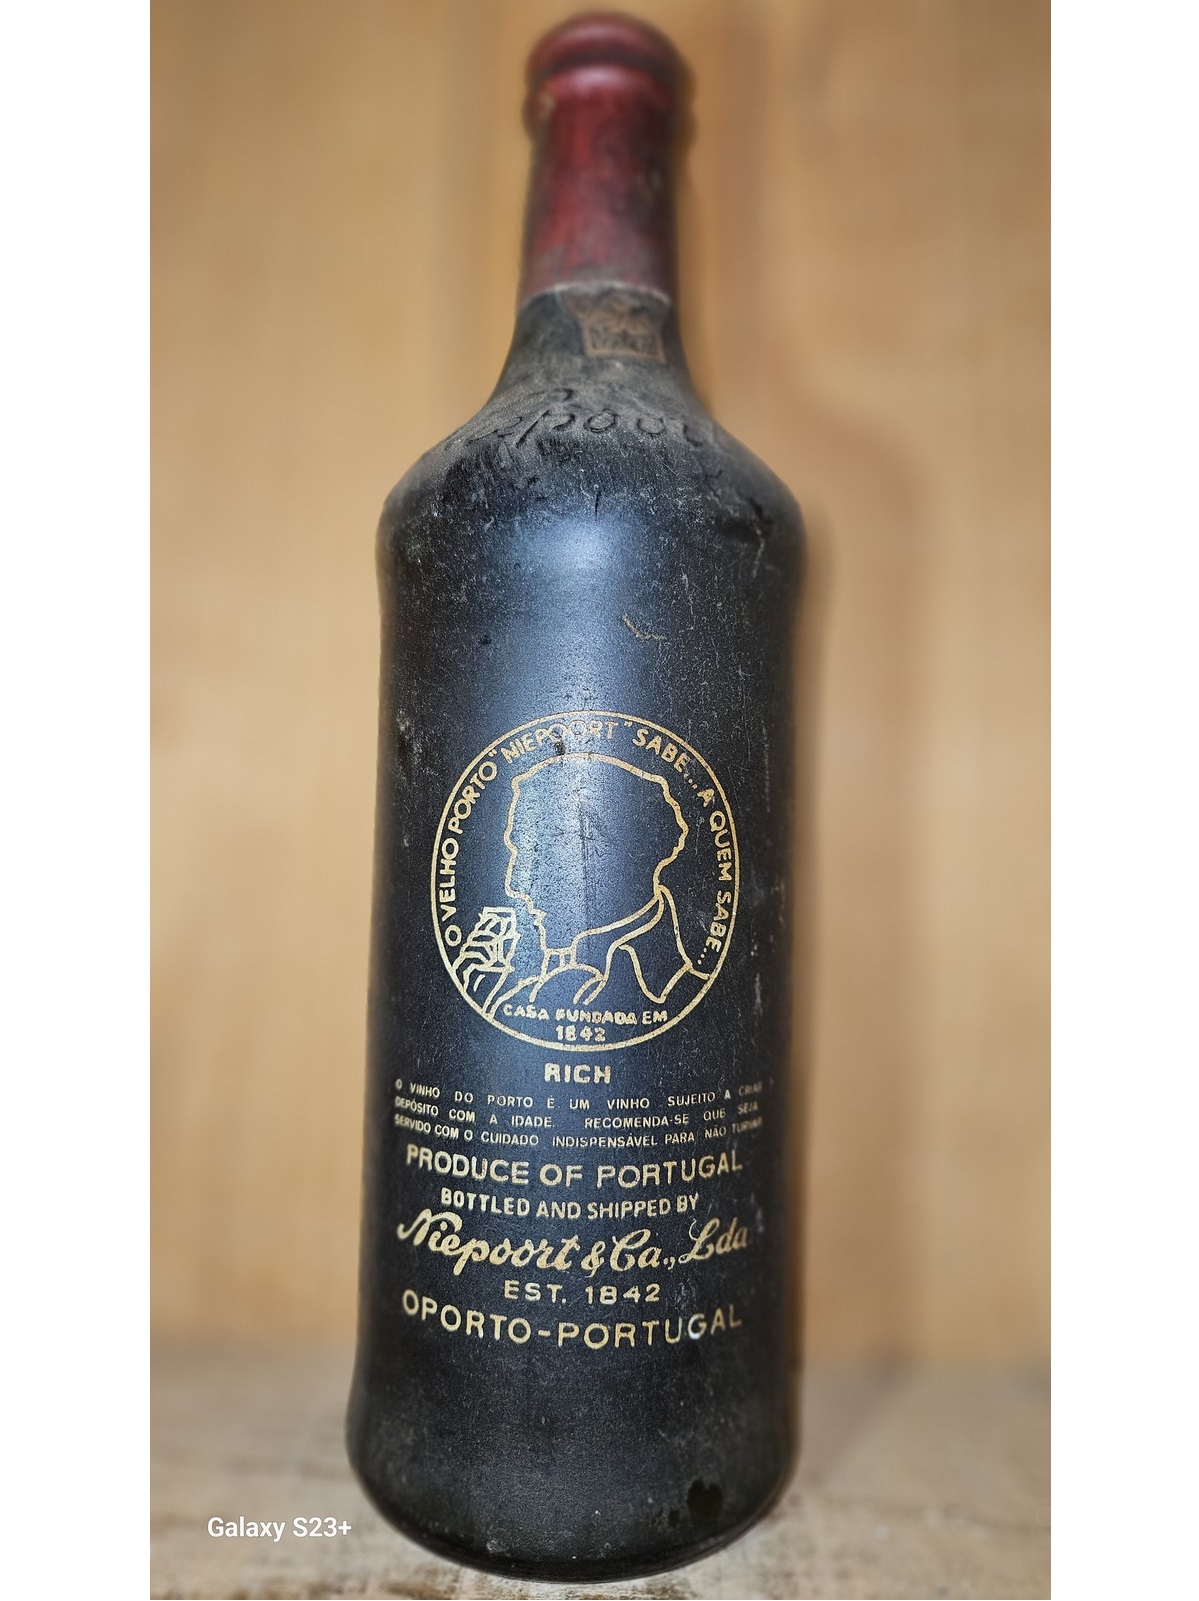 O VELHO PORTO "NIEPOORT" SABE... A QUEM SABE...
CASA FUNDADA EM
1842
RICH
O VINHO DO PORTO É UM VINHO SUJEITO A CRIAR
DEPÓSITO COM A IDADE. RECOMENDA-SE QUE SEJA
SERVIDO COM O CUIDADO INDISPENSÁVEL PARA NÃO TURVAR
PRODUCE OF PORTUGAL
BOTTLED AND SHIPPED BY
Niepoort & Ca., Lda
EST. 1842
OPORTO-PORTUGAL
Galaxy S23+